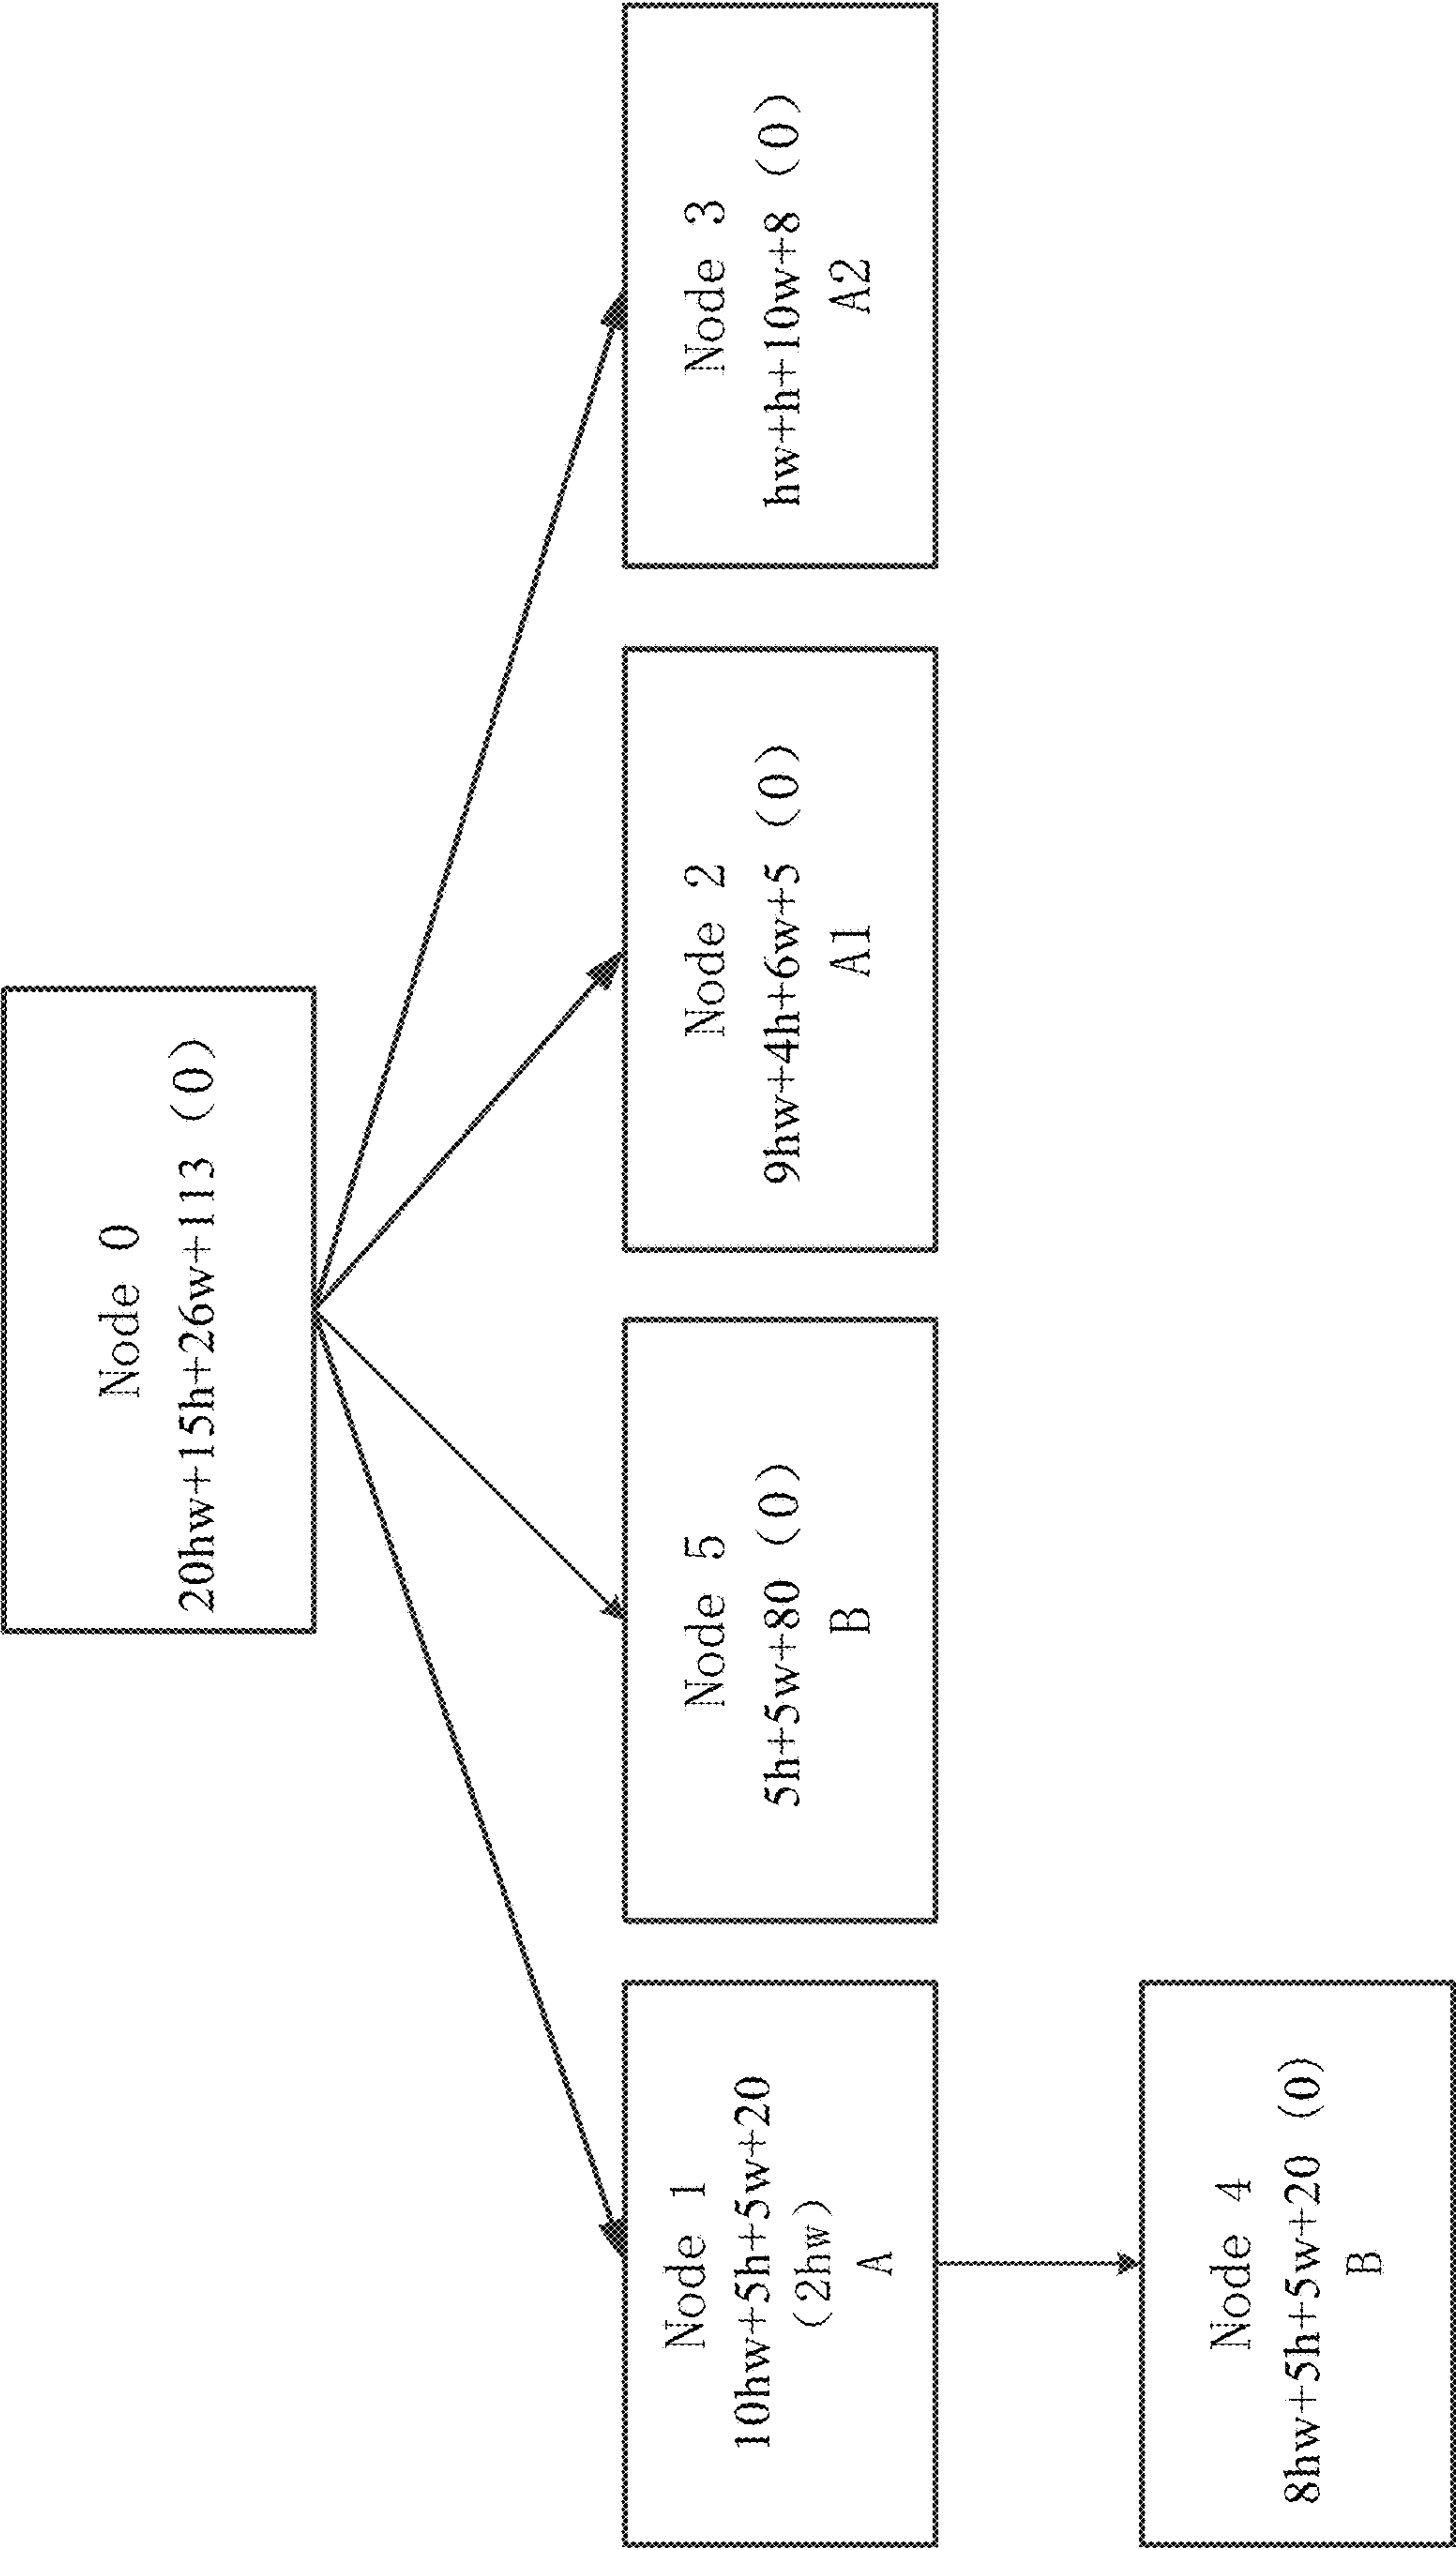 Node 0
20hw+15h+26w+113 (0)
Node 1
10hw+5h+5w+20
(2hw)
A
Node 5
5h+5w+80 (0)
B
Node 2
9hw+4h+6w+5 (0)
A1
Node 3
hw+h+10w+8 (0)
A2
Node 4
8hw+5h+5w+20 (0)
B